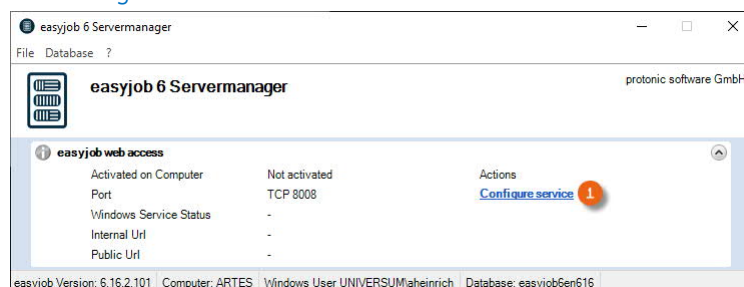 easyjob 6 Servermanager
File Database ?
easyjob 6 Servermanager
protonic software GmbH
easyjob web access
Activated on Computer Not activated Actions
Port TCP 8008 Configure service 1
Windows Service Status -
Internal Url -
Public Url -
easyjob Version: 6.16.2.101 Computer: ARTES Windows User UNIVERSUM\aheinrich Database: easyjob6en616